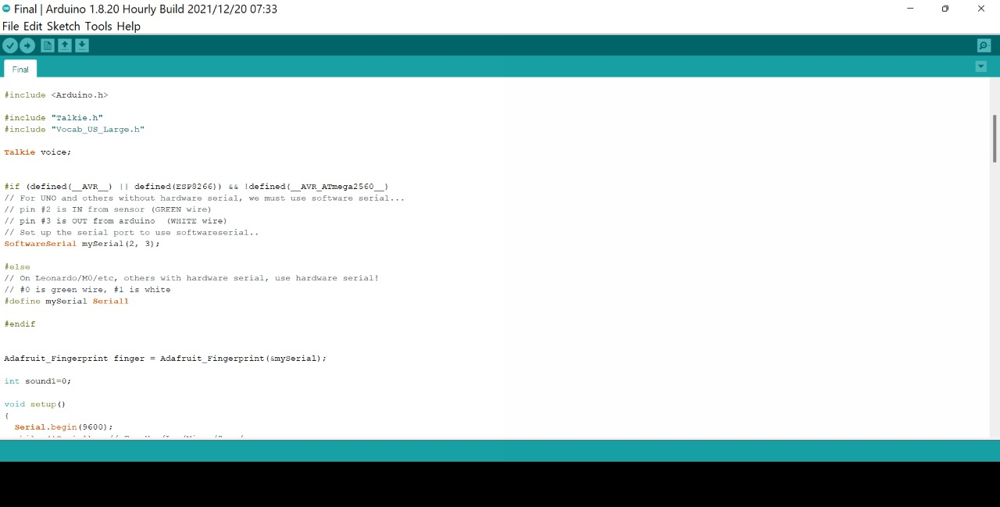 Final | Arduino 1.8.20 Hourly Build 2021/12/20 07:33
File Edit Sketch Tools Help
Final
#include <Arduino.h>
#include "Talkie.h"
#include "Vocab_US_Large.h"
Talkie voice;
#if (defined(__AVR__) || defined(ESP8266)) && !defined(__AVR_ATmega2560__)
// For UNO and others without hardware serial, we must use software serial...
// pin #2 is IN from sensor (GREEN wire)
// pin #3 is OUT from arduino  (WHITE wire)
// Set up the serial port to use softwareserial..
SoftwareSerial mySerial(2, 3);
#else
// On Leonardo/M0/etc, others with hardware serial, use hardware serial!
// #0 is green wire, #1 is white
#define mySerial Serial1
#endif
Adafruit_Fingerprint finger = Adafruit_Fingerprint(&mySerial);
int sound1=0;
void setup()
{
  Serial.begin(9600);